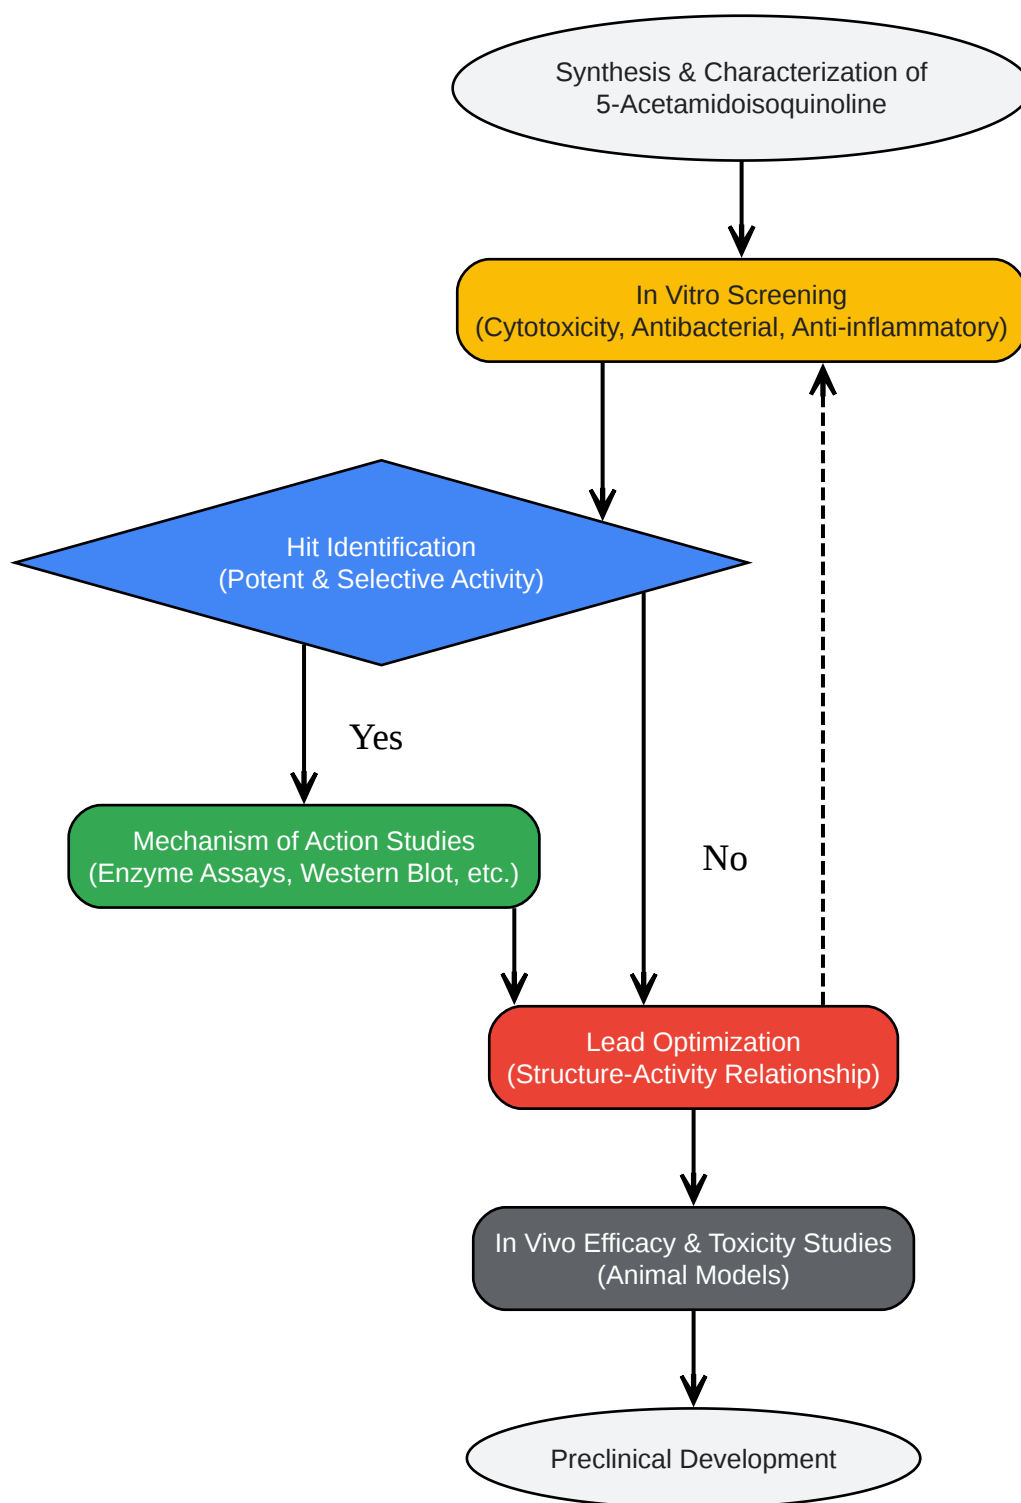 Synthesis & Characterization of
5-Acetamidoisoquinoline
In Vitro Screening
(Cytotoxicity, Antibacterial, Anti-inflammatory)
Hit Identification
(Potent & Selective Activity)
Yes
Mechanism of Action Studies
(Enzyme Assays, Western Blot, etc.)
No
Lead Optimization
(Structure-Activity Relationship)
In Vivo Efficacy & Toxicity Studies
(Animal Models)
Preclinical Development